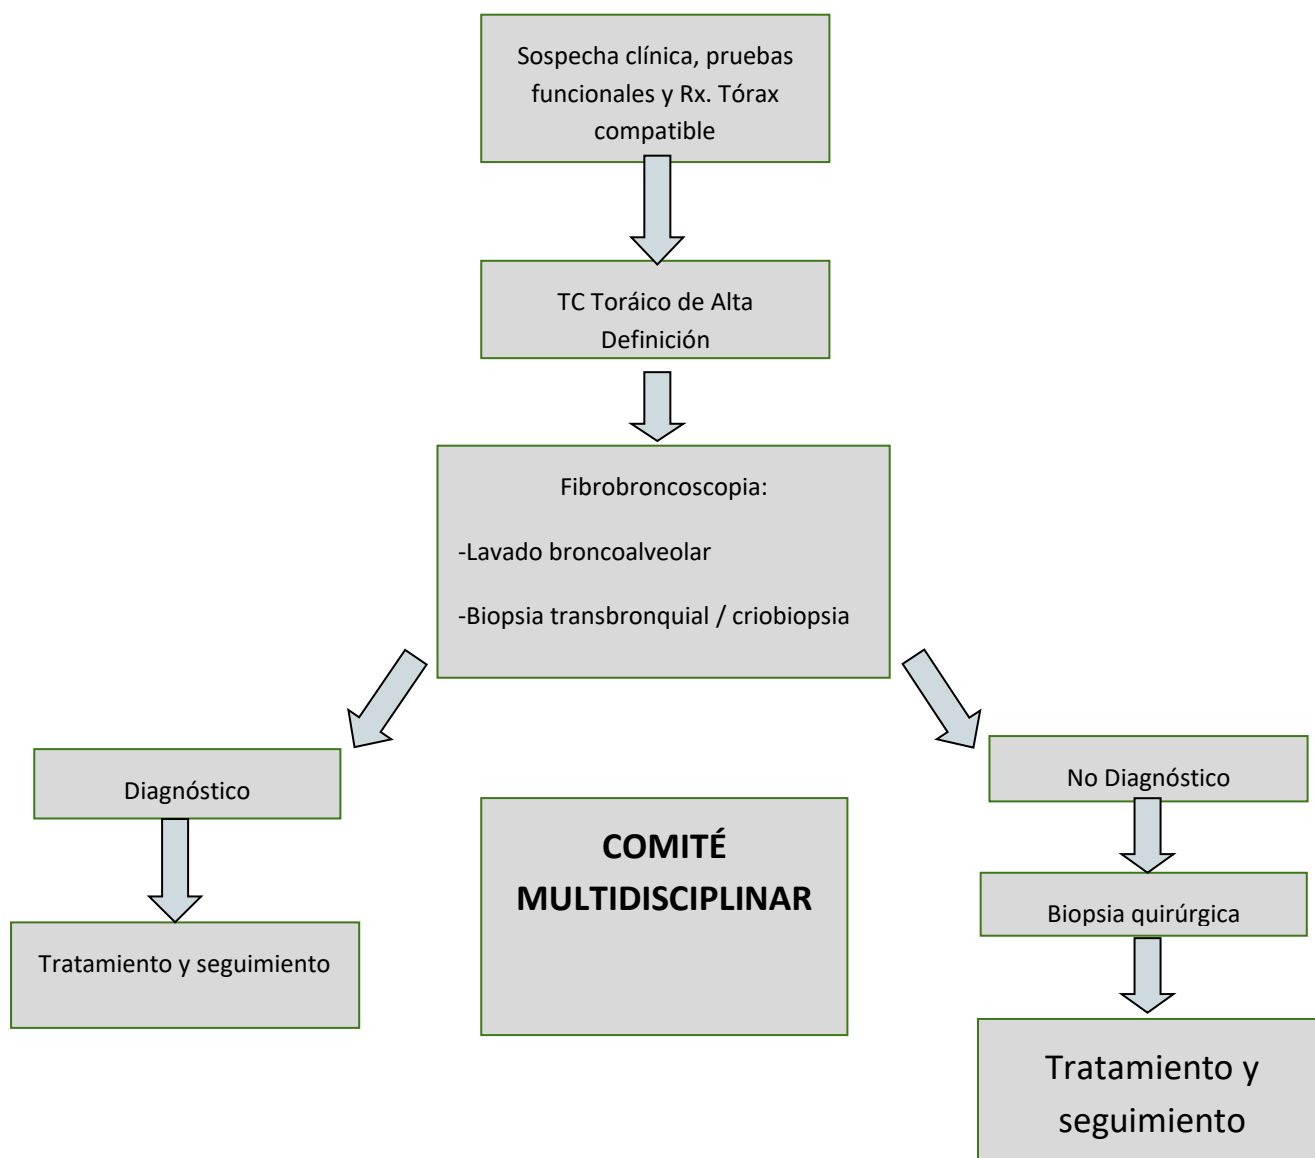 Sospecha clínica, pruebas
funcionales y Rx. Tórax
compatible
TC Toráico de Alta
Definición
Fibrobroncoscopia:
-Lavado broncoalveolar
-Biopsia transbronquial / criobiopsia
Diagnóstico
No Diagnóstico
COMITÉ
MULTIDISCIPLINAR
Biopsia quirúrgica
Tratamiento y seguimiento
Tratamiento y
seguimiento